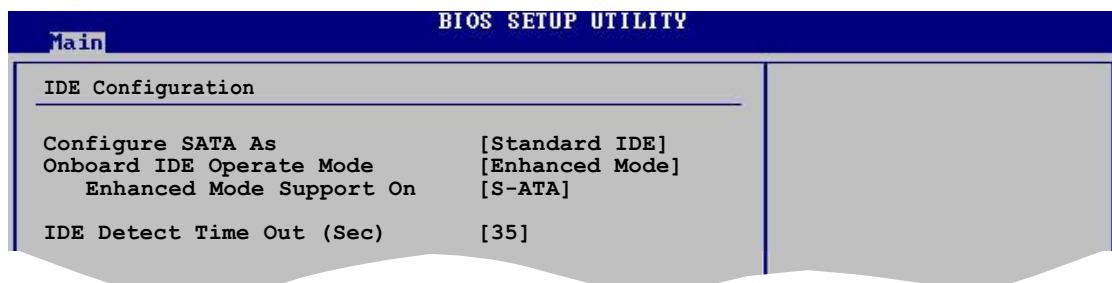 BIOS SETUP UTILITY
Main
IDE Configuration
Configure SATA As [Standard IDE]
Onboard IDE Operate Mode [Enhanced Mode]
Enhanced Mode Support On [S-ATA]
IDE Detect Time Out (Sec) [35]